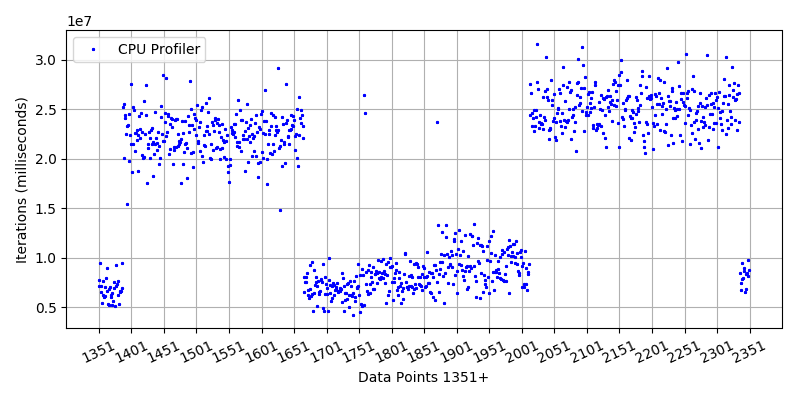 1e7
CPU Profiler
3.0
2.5
2.0
1.5
1.0
0.5
Iterations (milliseconds)
1351 1401 1451 1501 1551 1601 1651 1701 1751 1801 1851 1901 1951 2001 2051 2101 2151 2201 2251 2301 2351
Data Points 1351+